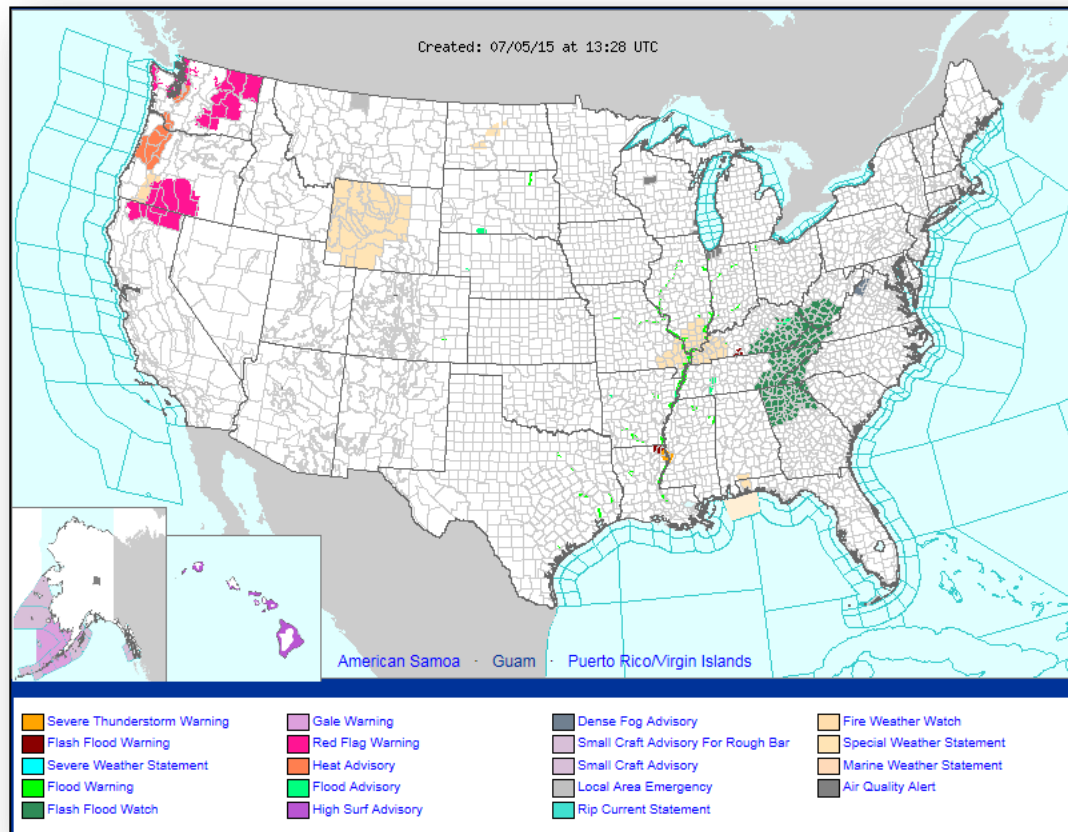 Created: 07/05/15 at 13:28 UTC
American Samoa · Guam · Puerto Rico/Virgin Islands
Severe Thunderstorm Warning
Flash Flood Warning
Severe Weather Statement
Flood Warning
Flash Flood Watch
Gale Warning
Red Flag Warning
Heat Advisory
Flood Advisory
High Surf Advisory
Dense Fog Advisory
Small Craft Advisory For Rough Bar
Small Craft Advisory
Local Area Emergency
Rip Current Statement
Fire Weather Watch
Special Weather Statement
Marine Weather Statement
Air Quality Alert